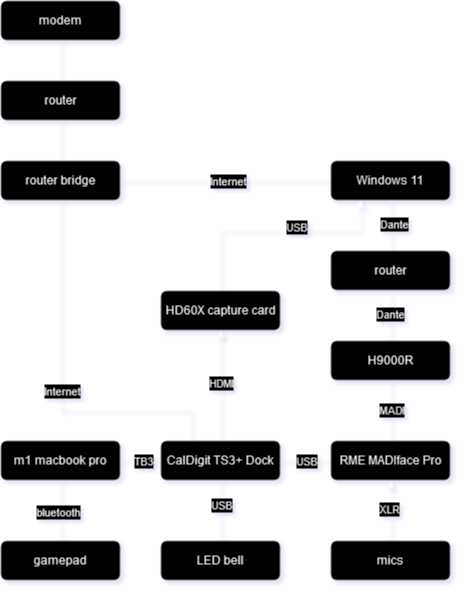 modem
router
router bridge
Internet
Windows 11
USB
Dante
router
HD60X capture card
Dante
H9000R
HDMI
Internet
MADI
m1 macbook pro
TB3
CalDigit TS3+ Dock
USB
RME MADIface Pro
bluetooth
USB
XLR
gamepad
LED bell
mics